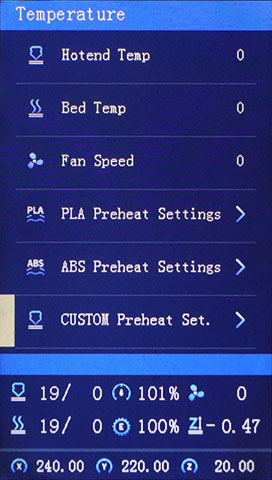 Temperature
Hotend Temp 0
Bed Temp 0
Fan Speed 0
PLA PLA Preheat Settings
ABS ABS Preheat Settings
CUSTOM Preheat Set.
19/ 0 101% 0
19/ 0 E 100% Z -0.47
X 240.00 Y 220.00 Z 20.00